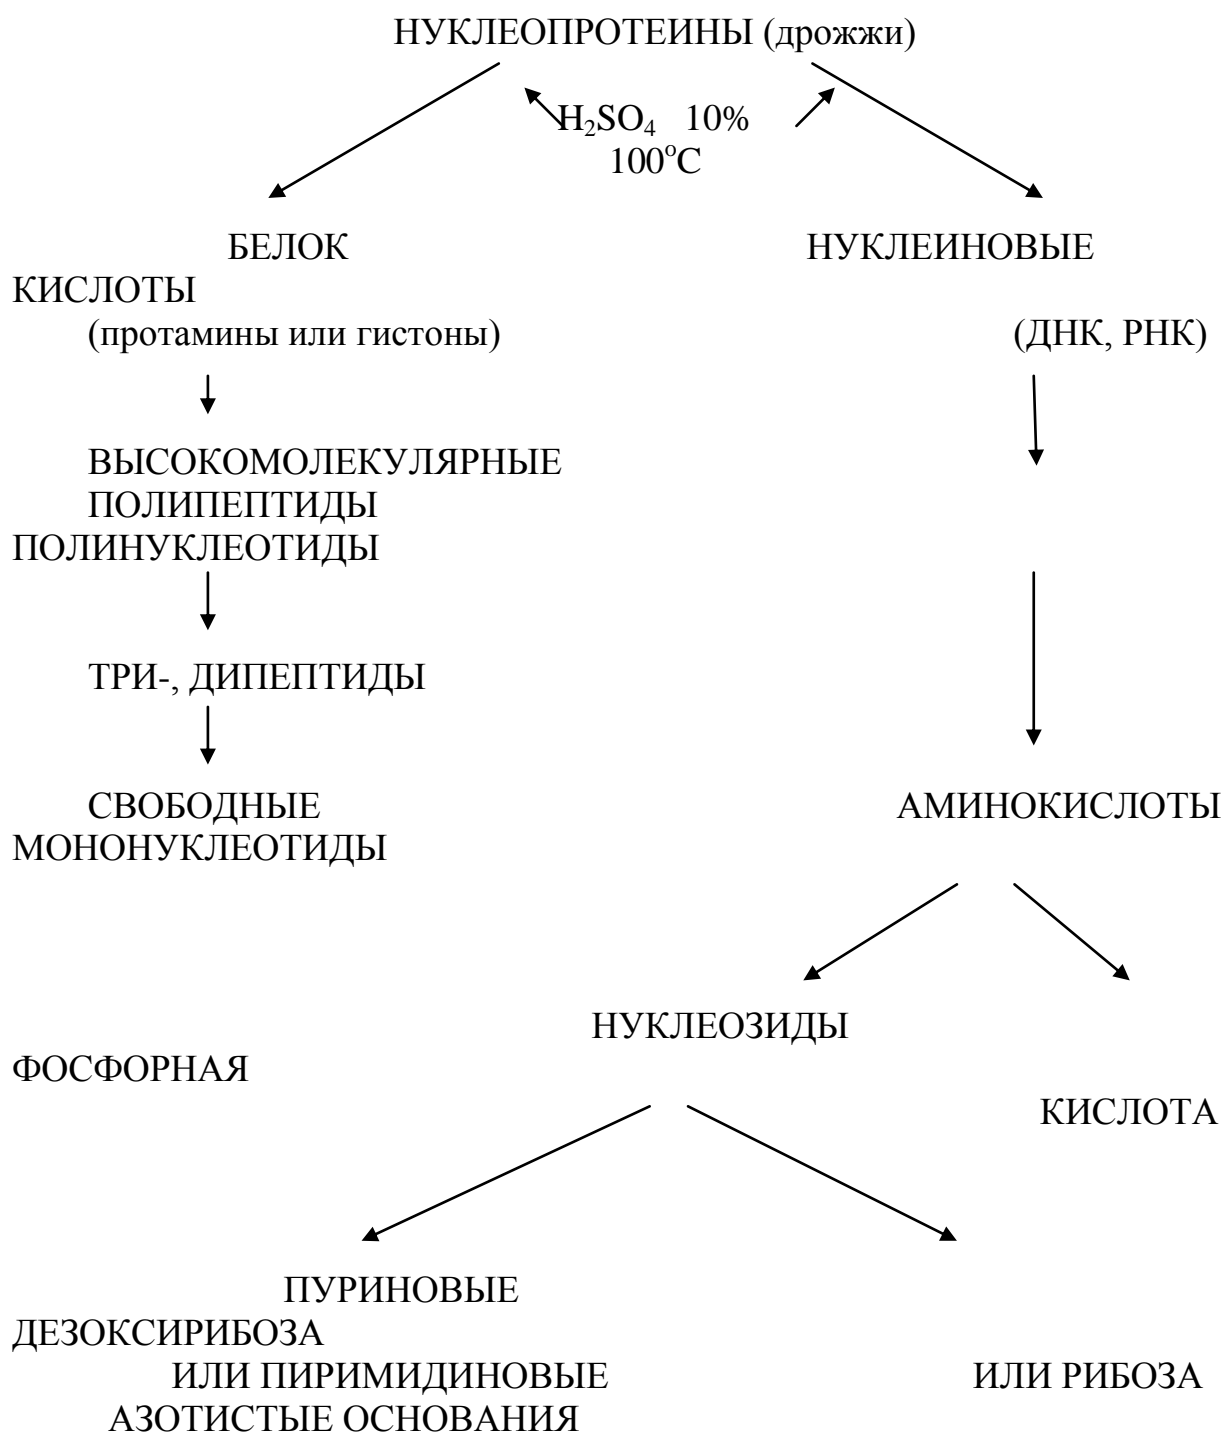 НУКЛЕОПРОТЕИНЫ (дрожжи)
H₂SO₄ 10%
100°С
БЕЛОК НУКЛЕИНОВЫЕ
КИСЛОТЫ
(протамины или гистоны) (ДНК, РНК)
ВЫСОКОМОЛЕКУЛЯРНЫЕ
ПОЛИПЕПТИДЫ
ПОЛИНУКЛЕОТИДЫ
ТРИ-, ДИПЕПТИДЫ
СВОБОДНЫЕ АМИНОКИСЛОТЫ
МОНОНУКЛЕОТИДЫ
НУКЛЕОЗИДЫ
ФОСФОРНАЯ
КИСЛОТА
ПУРИНОВЫЕ
ДЕЗОКСИРИБОЗА
ИЛИ ПИРИМИДИНОВЫЕ ИЛИ РИБОЗА
АЗОТИСТЫЕ ОСНОВАНИЯ